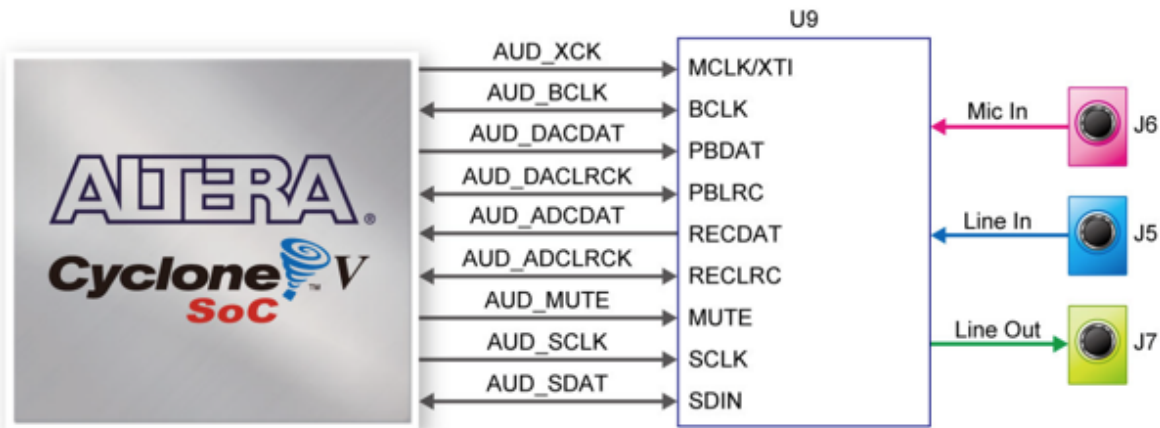 U9
AUD_XCK MCLK/XTI
AUD_BCLK BCLK
AUD_DACDAT PBDAT
AUD_DACLRCK PBLRC
AUD_ADCDAT RECDAT
AUD_ADCLRCK RECLRC
AUD_MUTE MUTE
AUD_SCLK SCLK
AUD_SDAT SDIN
ALTERA®
Cyclone™ V
SoC
Mic In J6
Line In J5
Line Out J7